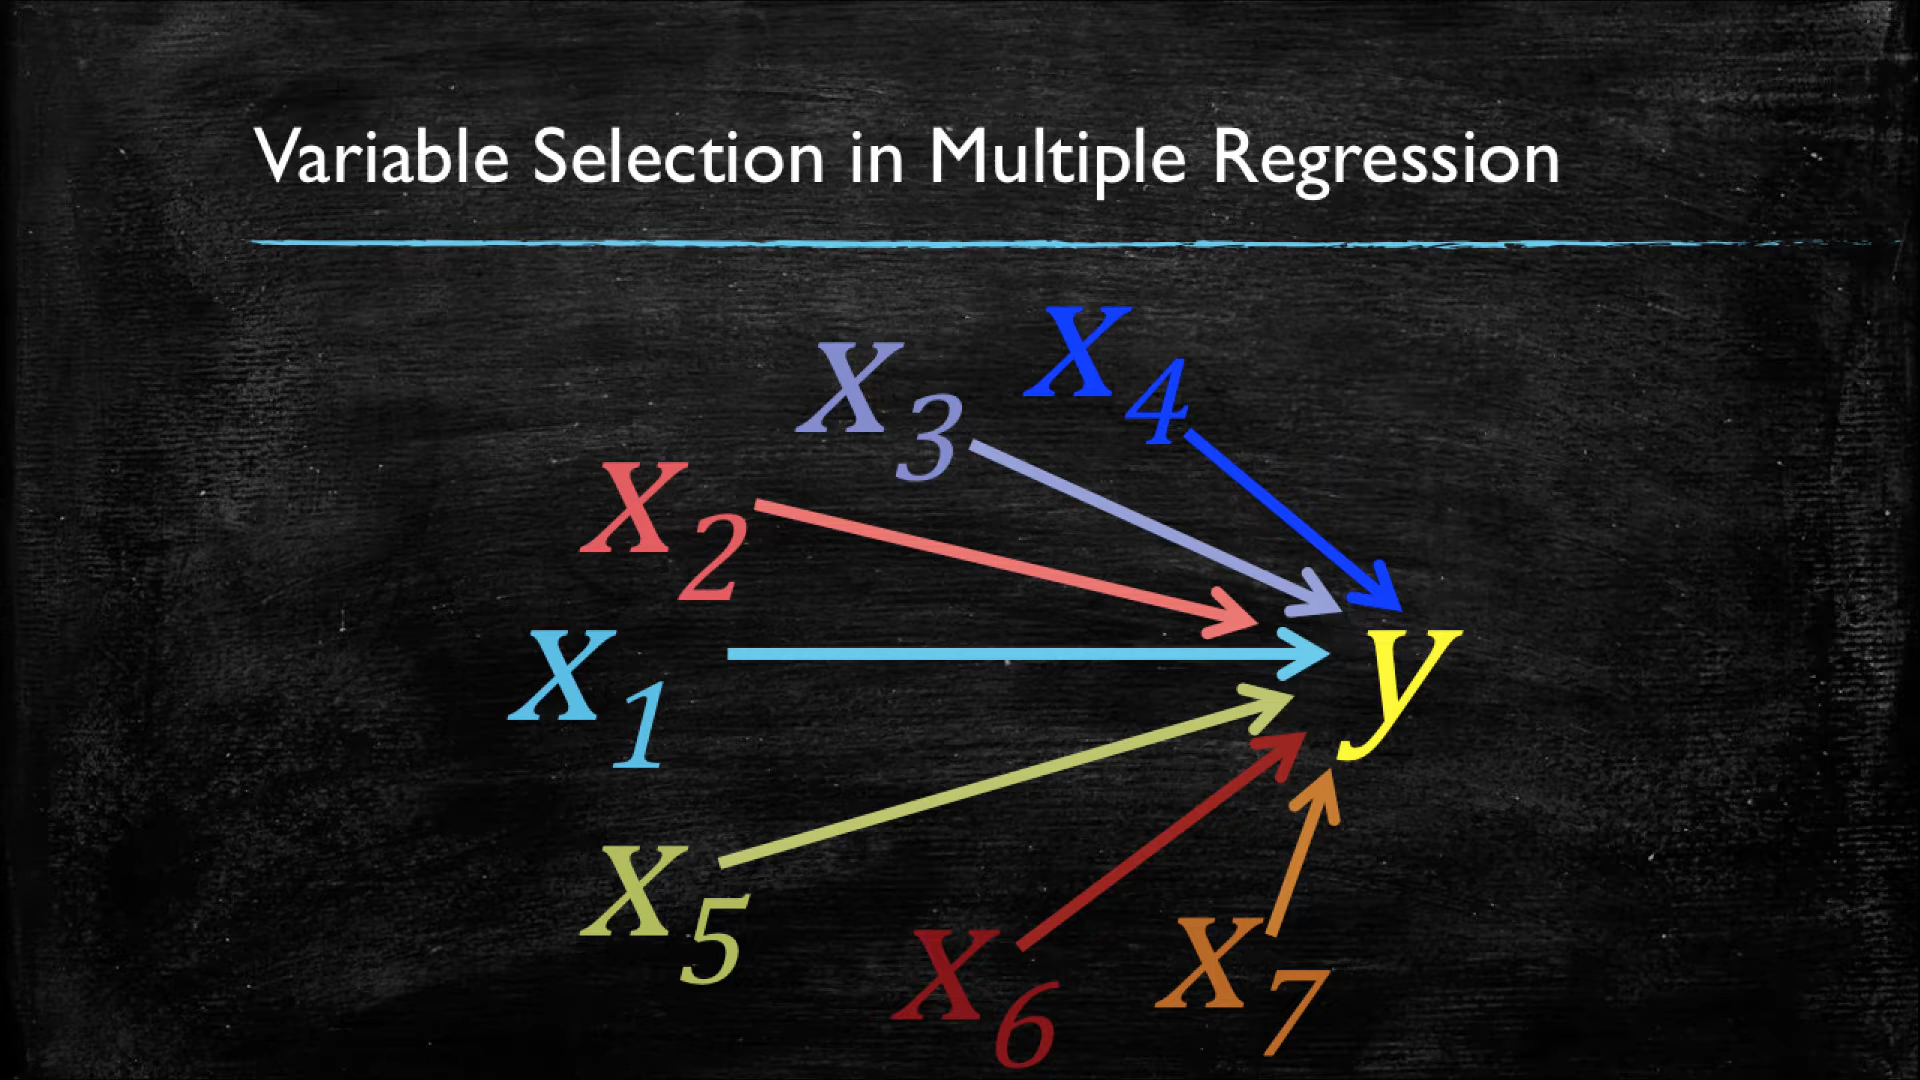 Variable Selection in Multiple Regression
x₄
x₃
x₂
x₁
y
x₅
x₆
x₇